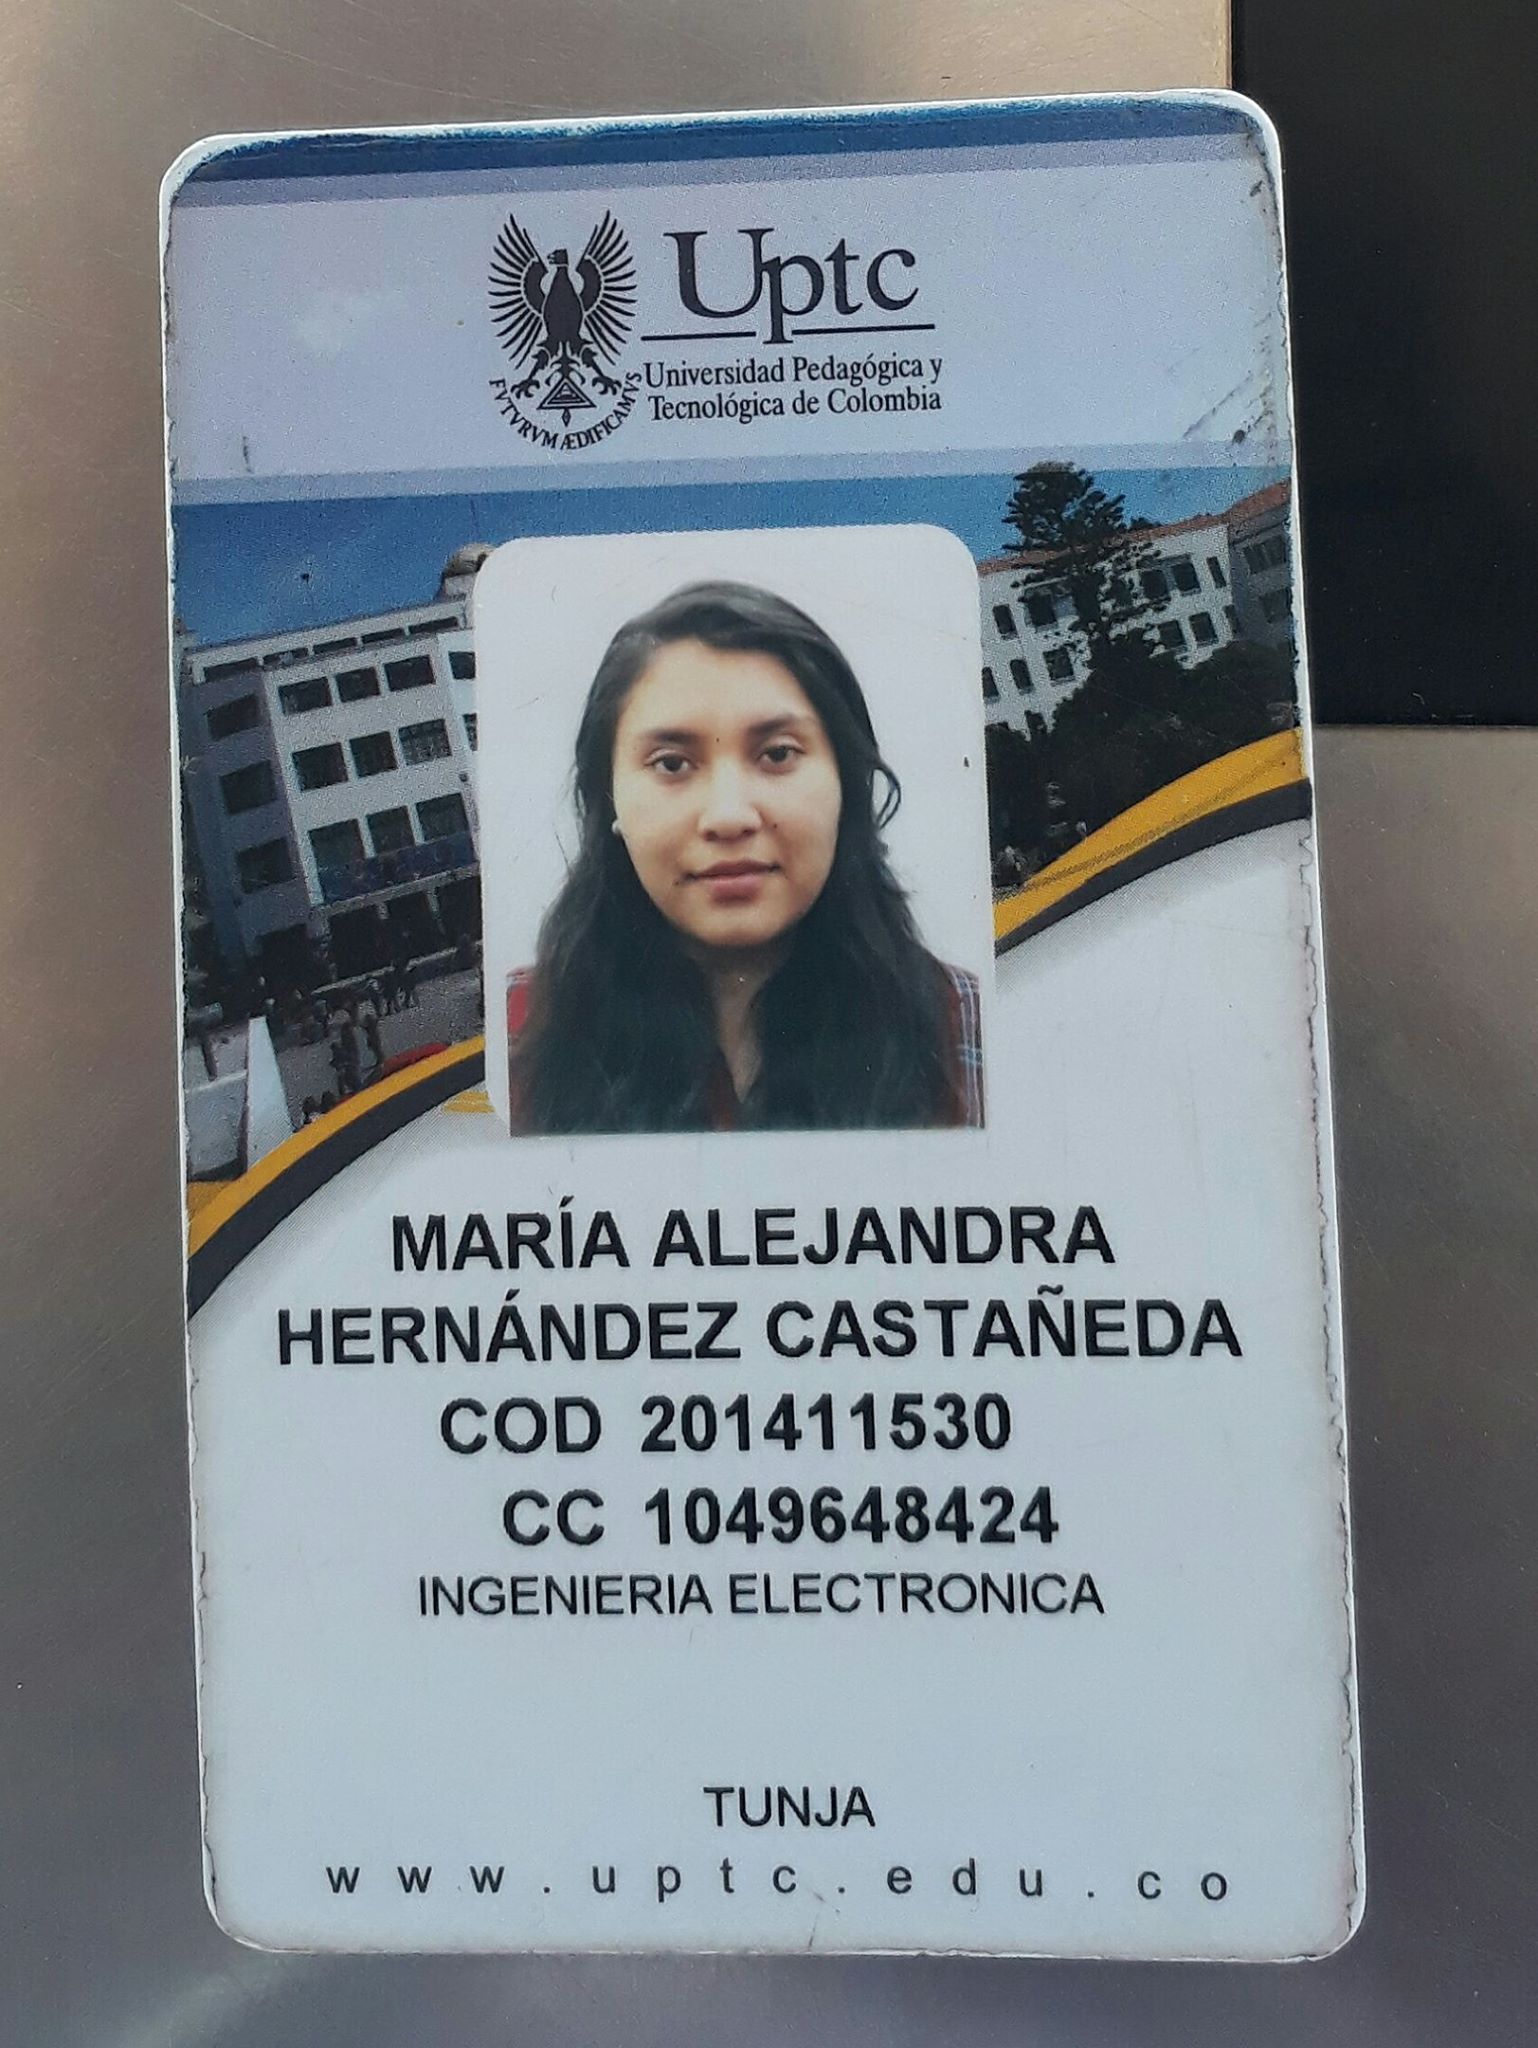 Uptc
Universidad Pedagógica y
Tecnológica de Colombia
FVTVRVM ÆDIFICAMVS
MARÍA ALEJANDRA
HERNÁNDEZ CASTAÑEDA
COD 201411530
CC 1049648424
INGENIERIA ELECTRONICA
TUNJA
www.uptc.edu.co